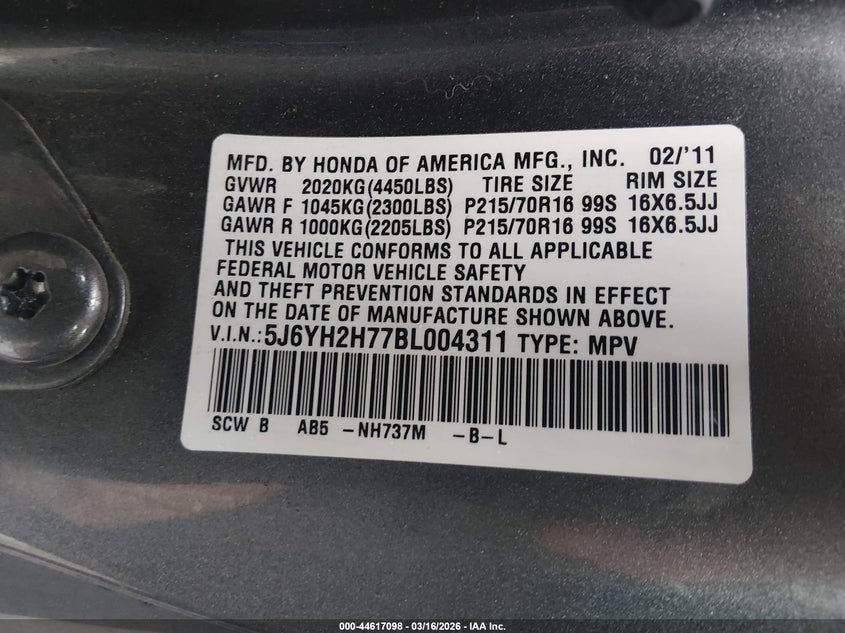 MFD. BY HONDA OF AMERICA MFG., INC. 02/'11
GVWR 2020KG(4450LBS) TIRE SIZE RIM SIZE
GAWR F 1045KG(2300LBS) P215/70R16 99S 16X6.5JJ
GAWR R 1000KG(2205LBS) P215/70R16 99S 16X6.5JJ
THIS VEHICLE CONFORMS TO ALL APPLICABLE
FEDERAL MOTOR VEHICLE SAFETY
AND THEFT PREVENTION STANDARDS IN EFFECT
ON THE DATE OF MANUFACTURE SHOWN ABOVE.
V.I.N.:5J6YH2H77BL004311 TYPE: MPV
SCW B AB5 -NH737M -B-L
000-44617098 - 03/16/2026 - IAA Inc.